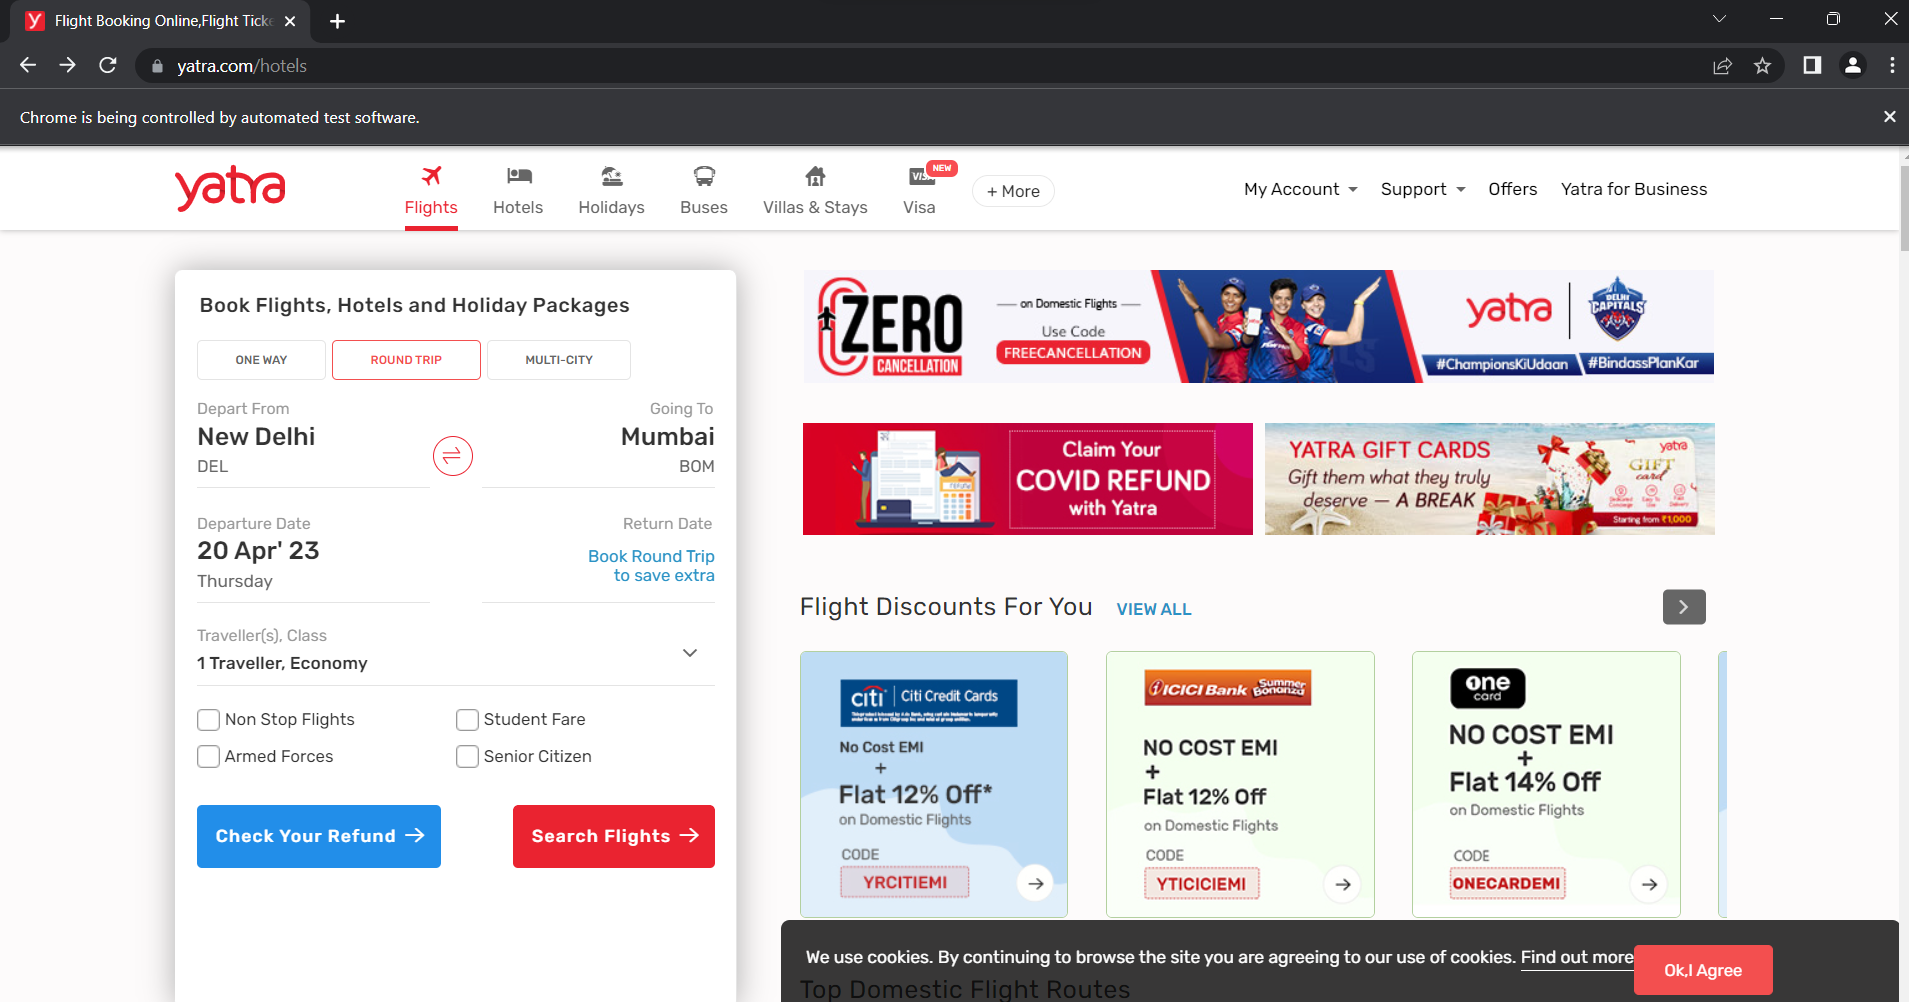 Flight Booking Online,Flight Ticke
yatra.com/hotels
Chrome is being controlled by automated test software.
yatra
Flights
Hotels
Holidays
Buses
Villas & Stays
VISA
NEW
Visa
+ More
My Account
Support
Offers
Yatra for Business
Book Flights, Hotels and Holiday Packages
ONE WAY
ROUND TRIP
MULTI-CITY
Depart From
New Delhi
DEL
Going To
Mumbai
BOM
Departure Date
20 Apr' 23
Thursday
Return Date
Book Round Trip
to save extra
Traveller(s), Class
1 Traveller, Economy
Non Stop Flights
Student Fare
Armed Forces
Senior Citizen
Check Your Refund
Search Flights
ZERO
CANCELLATION
on Domestic Flights
Use Code
FREECANCELLATION
yatra
DELHI
CAPITALS
#ChampionsKiUdaan
#BindassPlanKar
Claim Your
COVID REFUND
with Yatra
YATRA GIFT CARDS
Gift them what they truly
deserve — A BREAK
yatra
GIFT
card
Starting from ₹1,000
Flight Discounts For You
VIEW ALL
citi
Citi Credit Cards
No Cost EMI
+
Flat 12% Off*
on Domestic Flights
CODE
YRCITIEMI
ICICI Bank
Summer
Bonanza
NO COST EMI
+
Flat 12% Off
on Domestic Flights
CODE
YTICICIEMI
one
card
NO COST EMI
+
Flat 14% Off
on Domestic Flights
CODE
ONECARDEMI
We use cookies. By continuing to browse the site you are agreeing to our use of cookies. Find out more
Ok,I Agree
Top Domestic Flight Routes